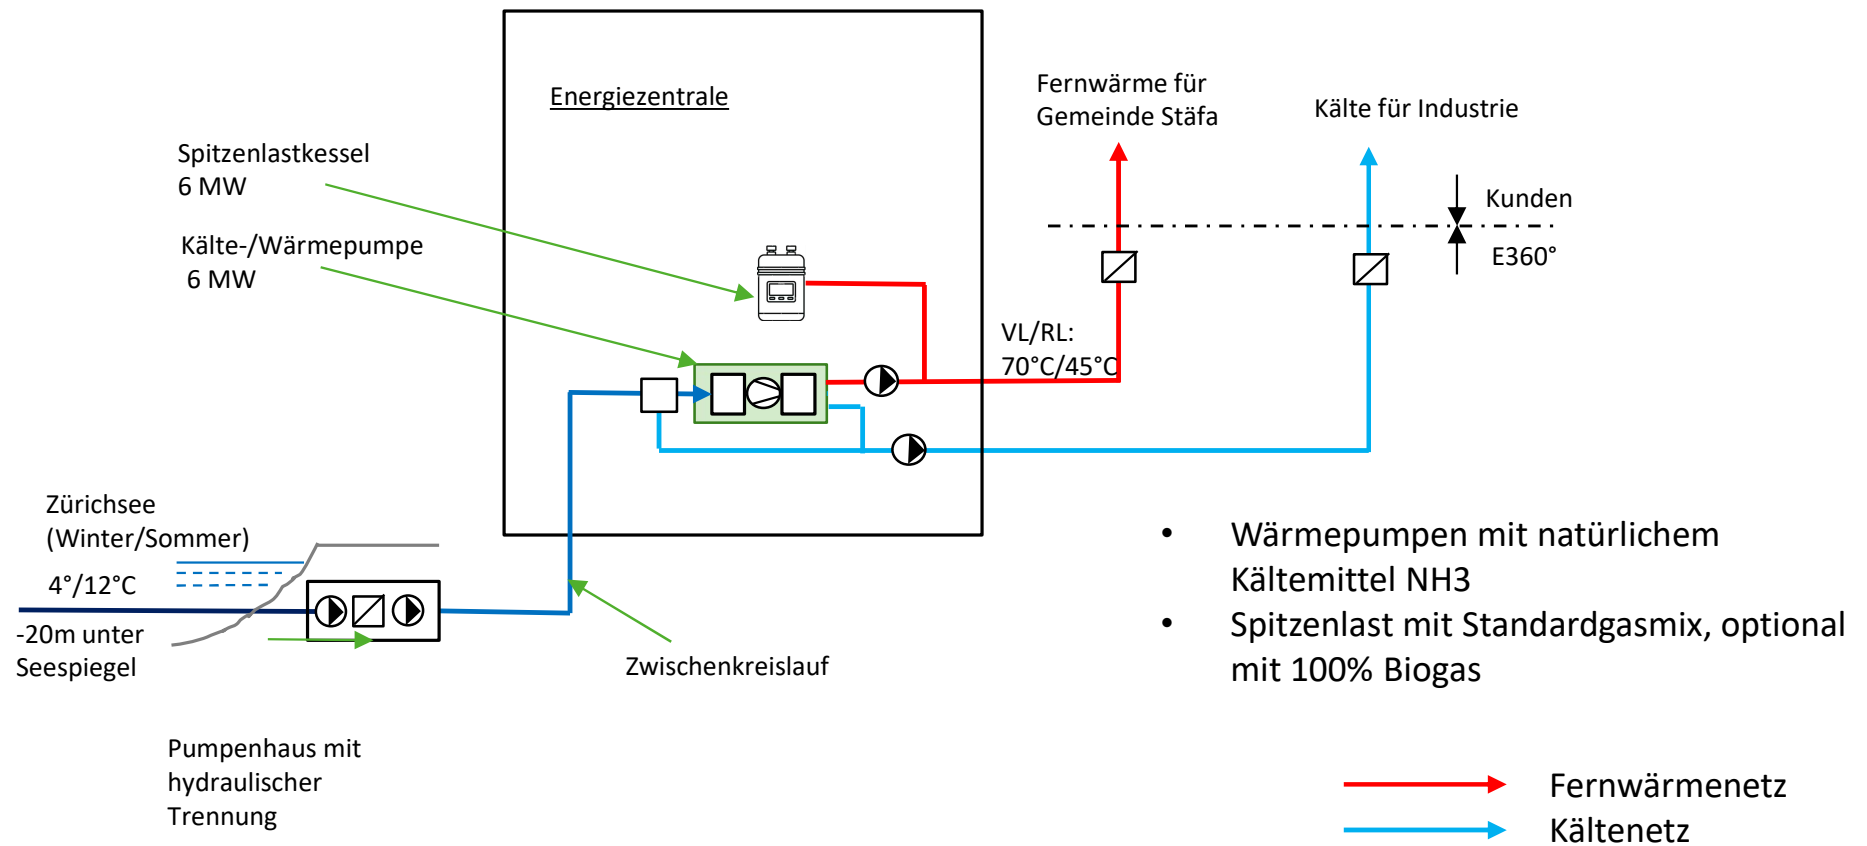 Energiezentrale
Fernwärme für
Gemeinde Stäfa
Kälte für Industrie
Spitzenlastkessel
6 MW
Kunden
Kälte-/Wärmepumpe
6 MW
E360°
VL/RL:
70°C/45°C
Zürichsee
(Winter/Sommer)
4°/12°C
-20m unter
Seespiegel
Zwischenkreislauf
• Wärmepumpen mit natürlichem
Kältemittel NH3
• Spitzenlast mit Standardgasmix, optional
mit 100% Biogas
Pumpenhaus mit
hydraulischer
Trennung
Fernwärmenetz
Kältenetz